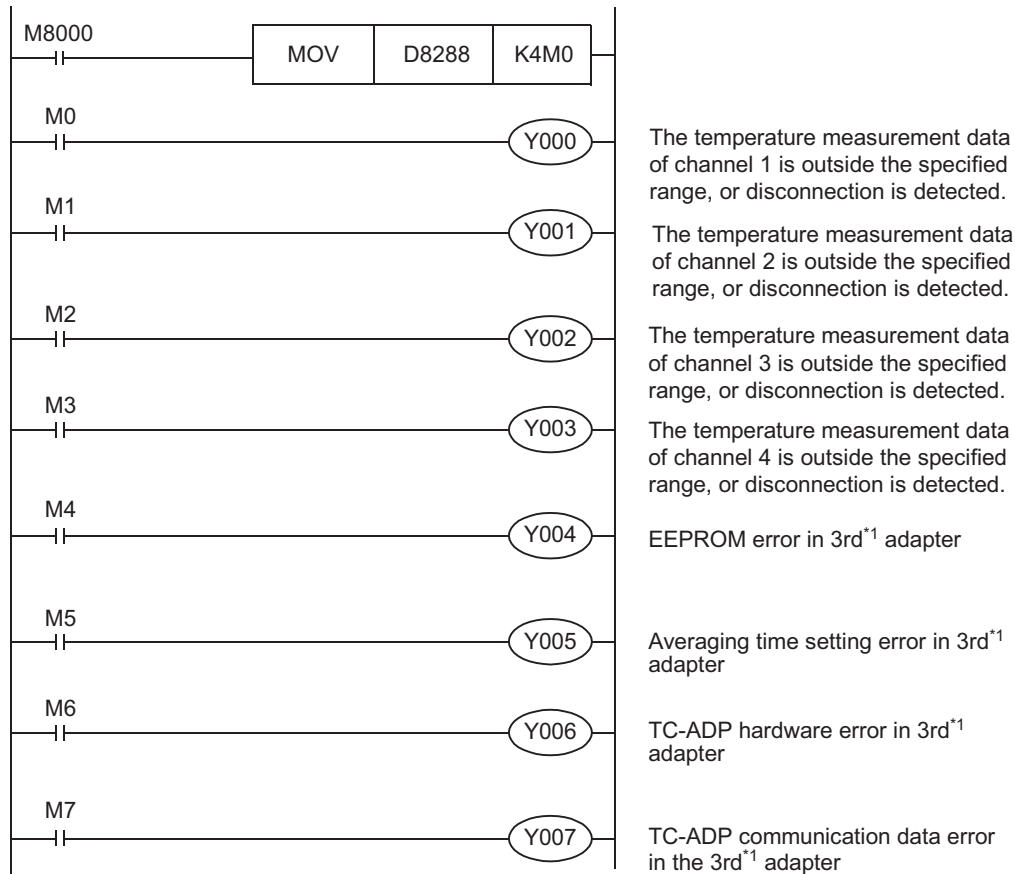 M8000
MOV D8288 K4M0
M0
Y000
The temperature measurement data
of channel 1 is outside the specified
range, or disconnection is detected.
M1
Y001
The temperature measurement data
of channel 2 is outside the specified
range, or disconnection is detected.
M2
Y002
The temperature measurement data
of channel 3 is outside the specified
range, or disconnection is detected.
M3
Y003
The temperature measurement data
of channel 4 is outside the specified
range, or disconnection is detected.
M4
Y004
EEPROM error in 3rd*1 adapter
M5
Y005
Averaging time setting error in 3rd*1
adapter
M6
Y006
TC-ADP hardware error in 3rd*1
adapter
M7
Y007
TC-ADP communication data error
in the 3rd*1 adapter